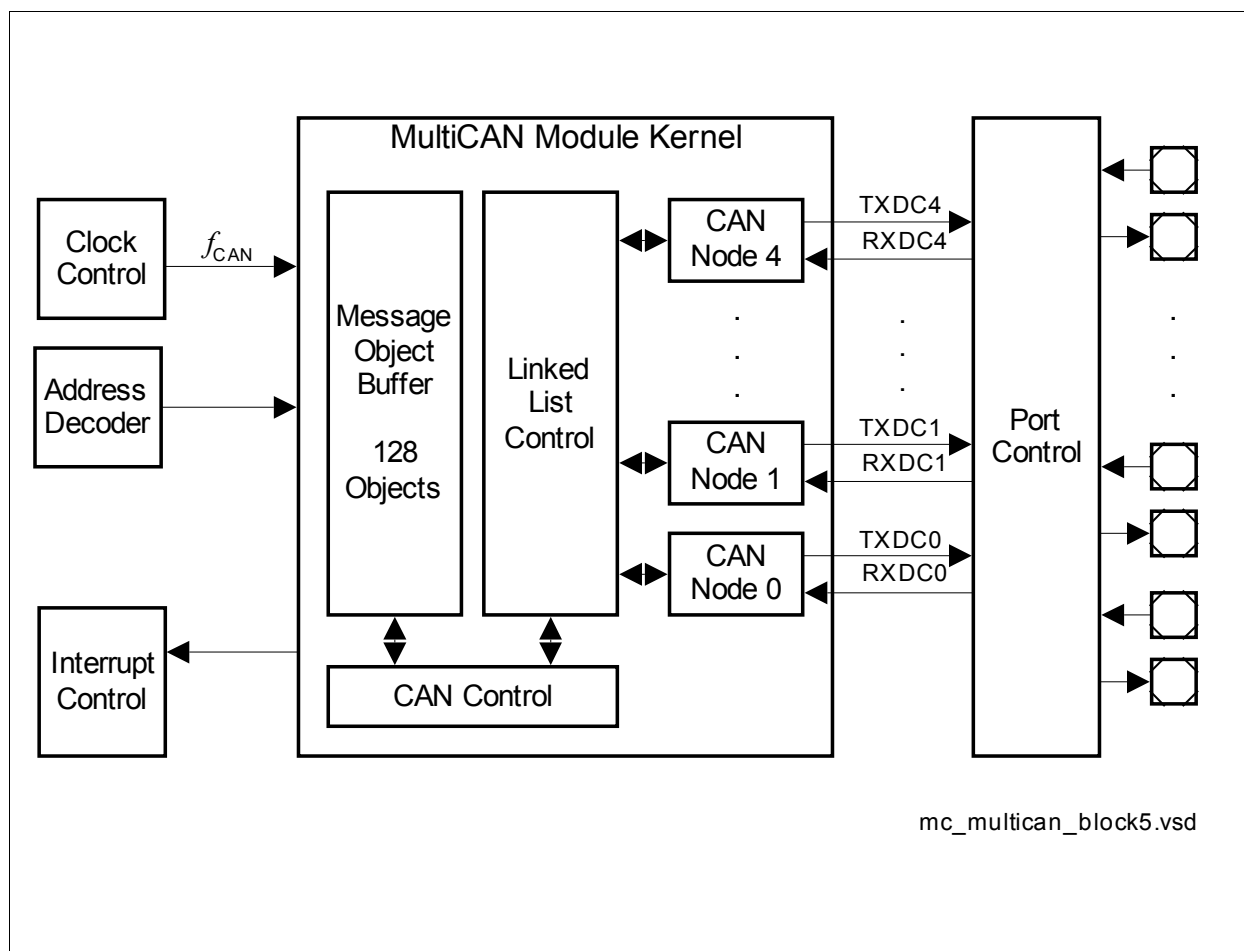 MultiCAN Module Kernel
Clock
Control
fCAN
Address
Decoder
Interrupt
Control
Message
Object
Buffer
128
Objects
Linked
List
Control
CAN Control
CAN
Node 4
TXDC4
RXDC4
.
.
.
.
.
.
.
.
.
CAN
Node 1
TXDC1
RXDC1
CAN
Node 0
TXDC0
RXDC0
Port
Control
mc_multican_block5.vsd